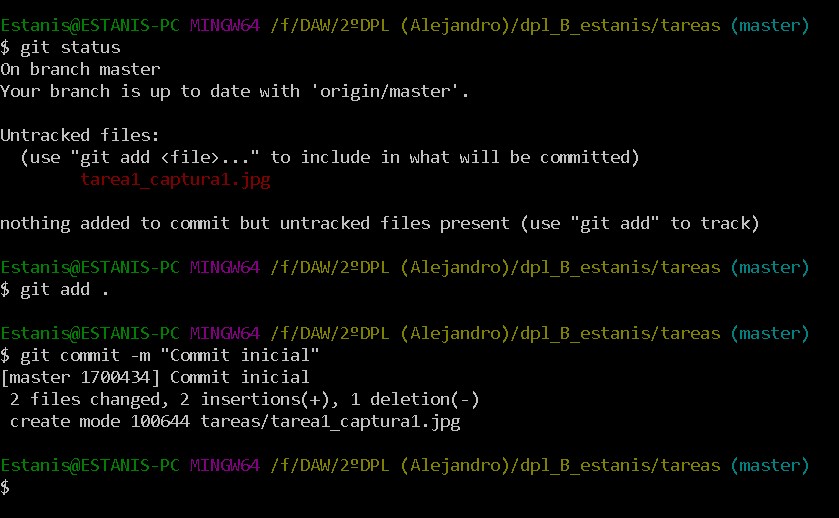 Estanis@ESTANIS-PC MINGW64 /f/DAW/2ºDPL (Alejandro)/dpl_B_estanis/tareas (master)
$ git status
On branch master
Your branch is up to date with 'origin/master'.
Untracked files:
(use "git add <file>..." to include in what will be committed)
tarea1_captura1.jpg
nothing added to commit but untracked files present (use "git add" to track)
Estanis@ESTANIS-PC MINGW64 /f/DAW/2ºDPL (Alejandro)/dpl_B_estanis/tareas (master)
$ git add .
Estanis@ESTANIS-PC MINGW64 /f/DAW/2ºDPL (Alejandro)/dpl_B_estanis/tareas (master)
$ git commit -m "Commit inicial"
[master 1700434] Commit inicial
2 files changed, 2 insertions(+), 1 deletion(-)
create mode 100644 tareas/tarea1_captura1.jpg
Estanis@ESTANIS-PC MINGW64 /f/DAW/2ºDPL (Alejandro)/dpl_B_estanis/tareas (master)
$